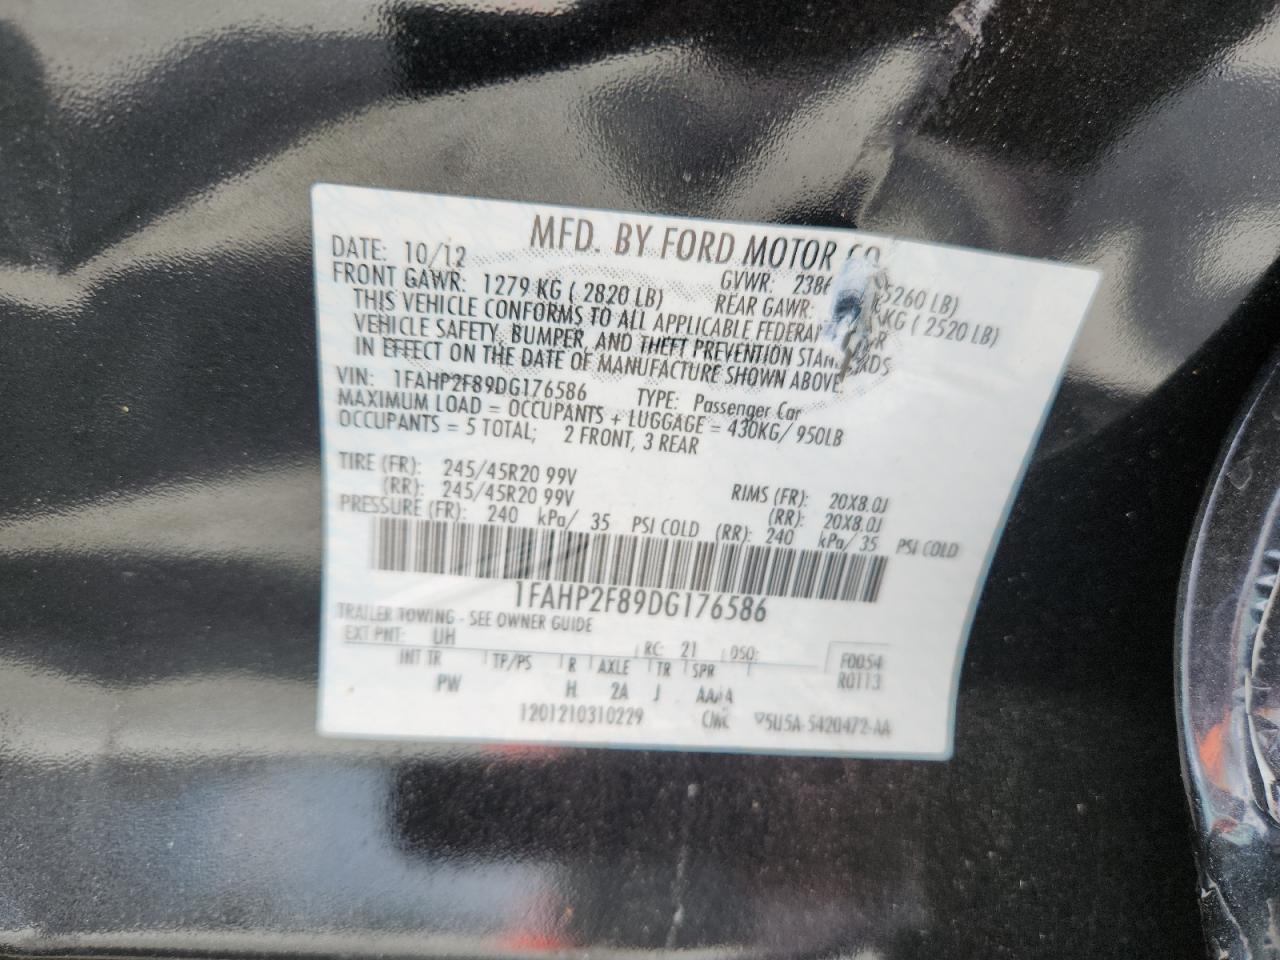 MFD. BY FORD MOTOR CO
DATE: 10/12 GVWR: 238 5260 LB)
FRONT GAWR: 1279 KG ( 2820 LB) REAR GAWR: KG ( 2520 LB)
THIS VEHICLE CONFORMS TO ALL APPLICABLE FEDERAL
VEHICLE SAFETY, BUMPER, AND THEFT PREVENTION STANDARDS
IN EFFECT ON THE DATE OF MANUFACTURE SHOWN ABOVE.
VIN: 1FAHP2F89DG176586 TYPE: Passenger Car
MAXIMUM LOAD = OCCUPANTS + LUGGAGE = 430KG/ 950LB
OCCUPANTS = 5 TOTAL; 2 FRONT, 3 REAR
TIRE (FR): 245/45R20 99V RIMS (FR): 20X8.0J
(RR): 245/45R20 99V (RR): 20X8.0J
PRESSURE (FR): 240 kPa/ 35 PSI COLD (RR): 240 kPa/ 35 PSI COLD
1FAHP2F89DG176586
TRAILER TOWING - SEE OWNER GUIDE
EXT PNT: UH RC: 21 DSO: F0054
INT TR TP/PS R AXLE TR SPR R0113
PW H 2A J AAAA
1201210310229 5U5A-5420472-AA